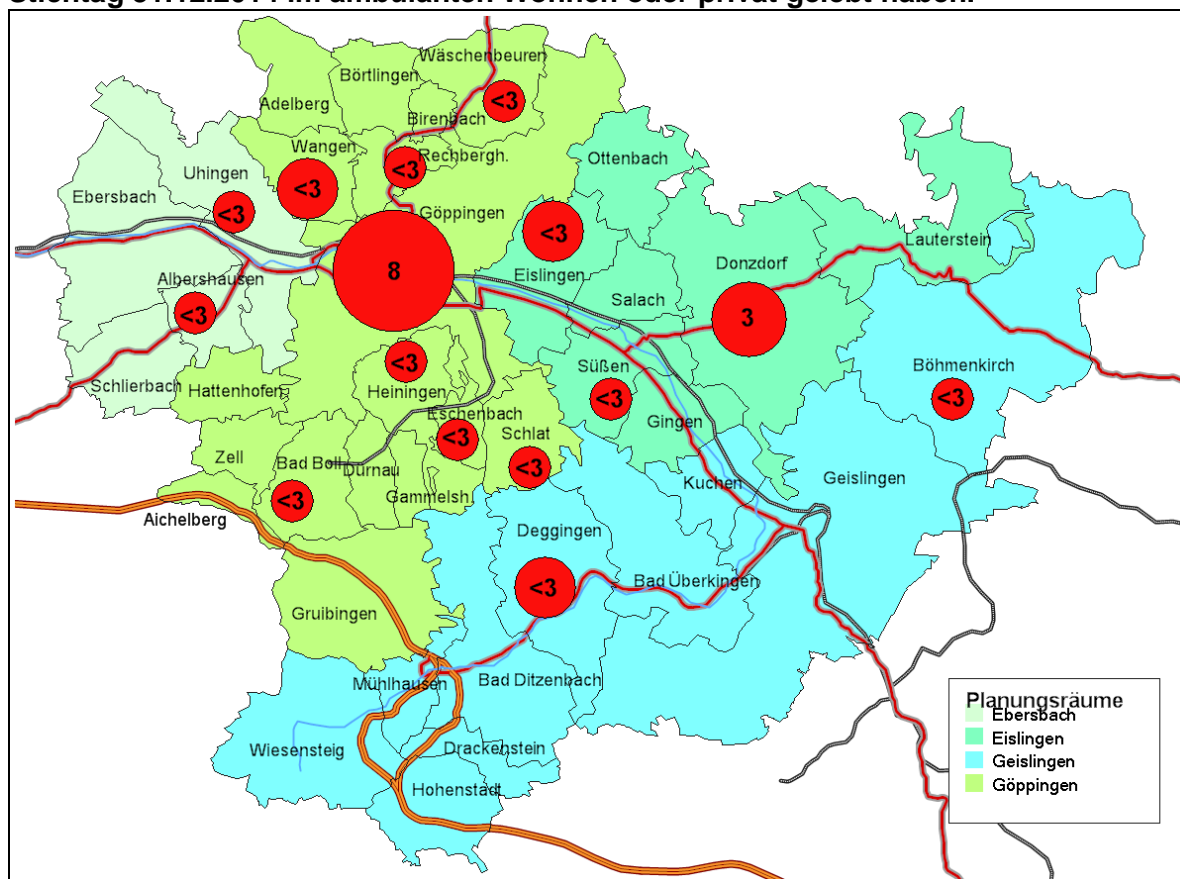 Wäschenbeuren
Börtlingen
Adelberg
<3
Birenbach
Wangen
Rechbergh.
<3
Ottenbach
Uhingen
<3
Ebersbach
<3
Göppingen
<3
Lauterstein
Eislingen
Donzdorf
8
Albershausen
Salach
<3
3
Süßen
Böhmenkirch
<3
Heiningen
Schlierbach
Hattenhofen
<3
<3
Eschenbach
Gingen
Schlat
<3
Zell
Bad Boll
Dürnau
<3
Geislingen
Kuchen
Gammelsh.
<3
Aichelberg
Deggingen
Bad Überkingen
<3
Gruibingen
Mühlhausen
Bad Ditzenbach
Wiesensteig
Drackenstein
Hohenstadt
Planungsräume
Ebersbach
Eislingen
Geislingen
Göppingen